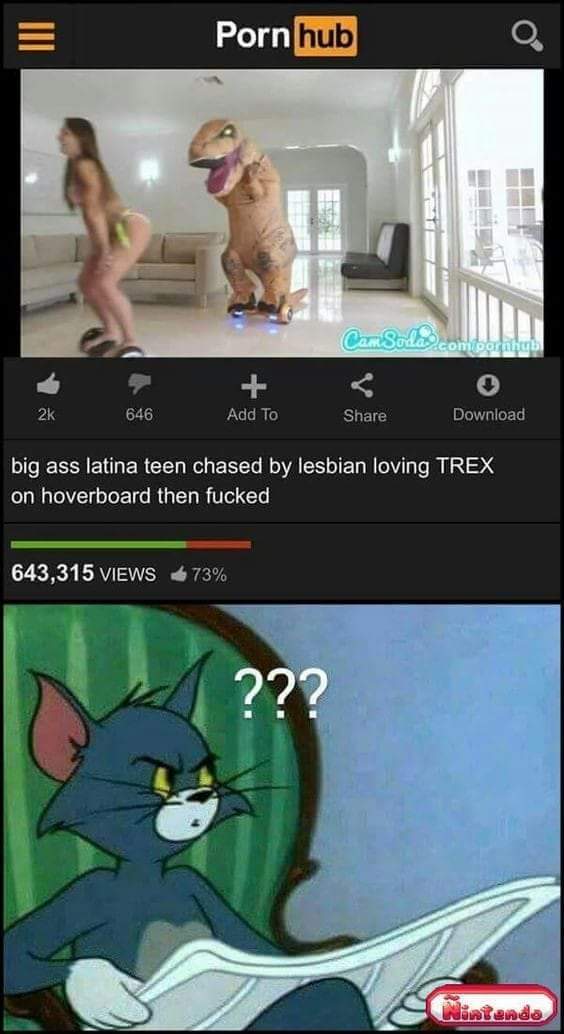 Porn hub
CamSoda.com/pornhub
2k 646 Add To Share Download
big ass latina teen chased by lesbian loving TREX
on hoverboard then fucked
643,315 VIEWS 73%
???
Ñintendo